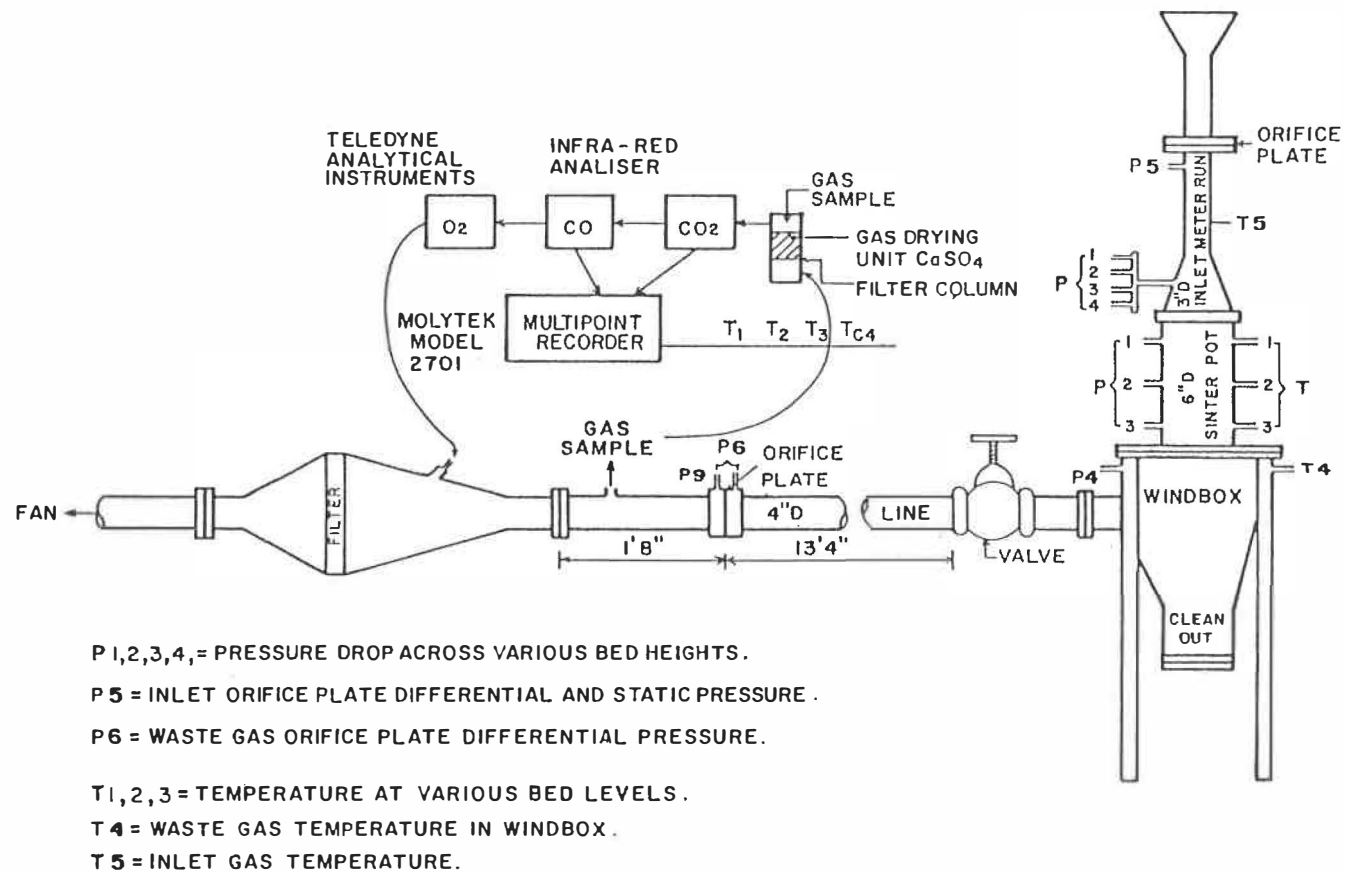 TELEDYNE
ANALYTICAL
INSTRUMENTS
INFRA-RED
ANALISER
O2
CO
CO2
GAS
SAMPLE
GAS DRYING
UNIT CaSO4
FILTER COLUMN
MOLYTEK
MODEL
2701
MULTIPOINT
RECORDER
T1 T2 T3 TC4
ORIFICE
PLATE
P5
T5
3"D
INLET METER RUN
P
1
2
3
4
6"D
SINTER POT
P
1
2
3
1
2
3
T
P4
T4
WINDBOX
CLEAN
OUT
GAS
SAMPLE
P6
P9
ORIFICE
PLATE
4"D
LINE
VALVE
FAN
FILTER
1'8"
13'4"
P1,2,3,4,= PRESSURE DROP ACROSS VARIOUS BED HEIGHTS.
P5 = INLET ORIFICE PLATE DIFFERENTIAL AND STATIC PRESSURE.
P6 = WASTE GAS ORIFICE PLATE DIFFERENTIAL PRESSURE.
T1,2,3 = TEMPERATURE AT VARIOUS BED LEVELS.
T4 = WASTE GAS TEMPERATURE IN WINDBOX.
T5 = INLET GAS TEMPERATURE.